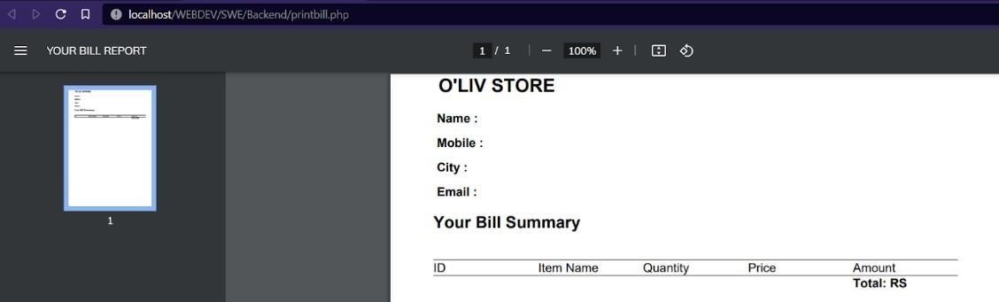 localhost/WEBDEV/SWE/Backend/printbill.php
YOUR BILL REPORT
1 / 1
100%
1
O'LIV STORE
Name :
Mobile :
City :
Email :
Your Bill Summary
ID Item Name Quantity Price Amount
Total: RS